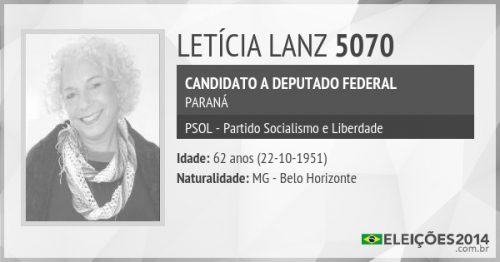 LETÍCIA LANZ 5070
CANDIDATO A DEPUTADO FEDERAL
PARANÁ
PSOL - Partido Socialismo e Liberdade
Idade: 62 anos (22-10-1951)
Naturalidade: MG - Belo Horizonte
ELEIÇÕES2014
.com.br